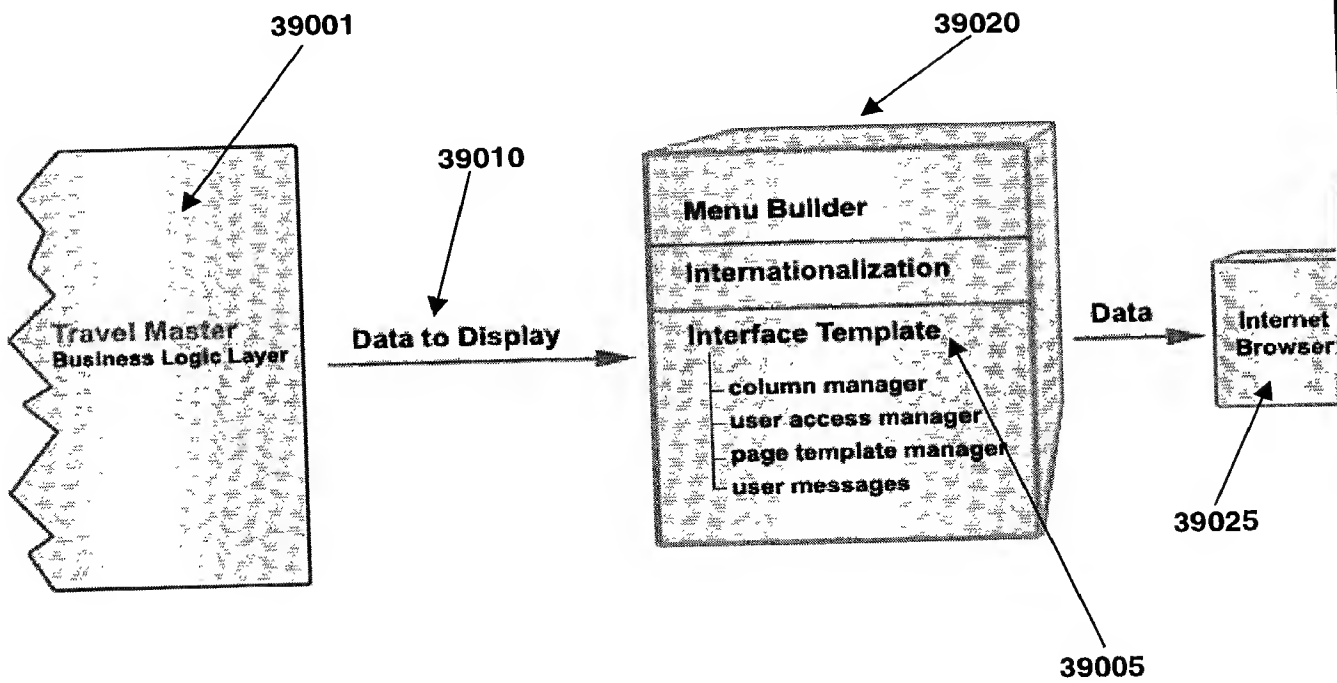 39001
39020
39010
Menu Builder
Internationalization
Travel Master
Business Logic Layer
Data to Display
Interface Template
column manager
user access manager
page template manager
user messages
Data
Internet
Browser
39025
39005